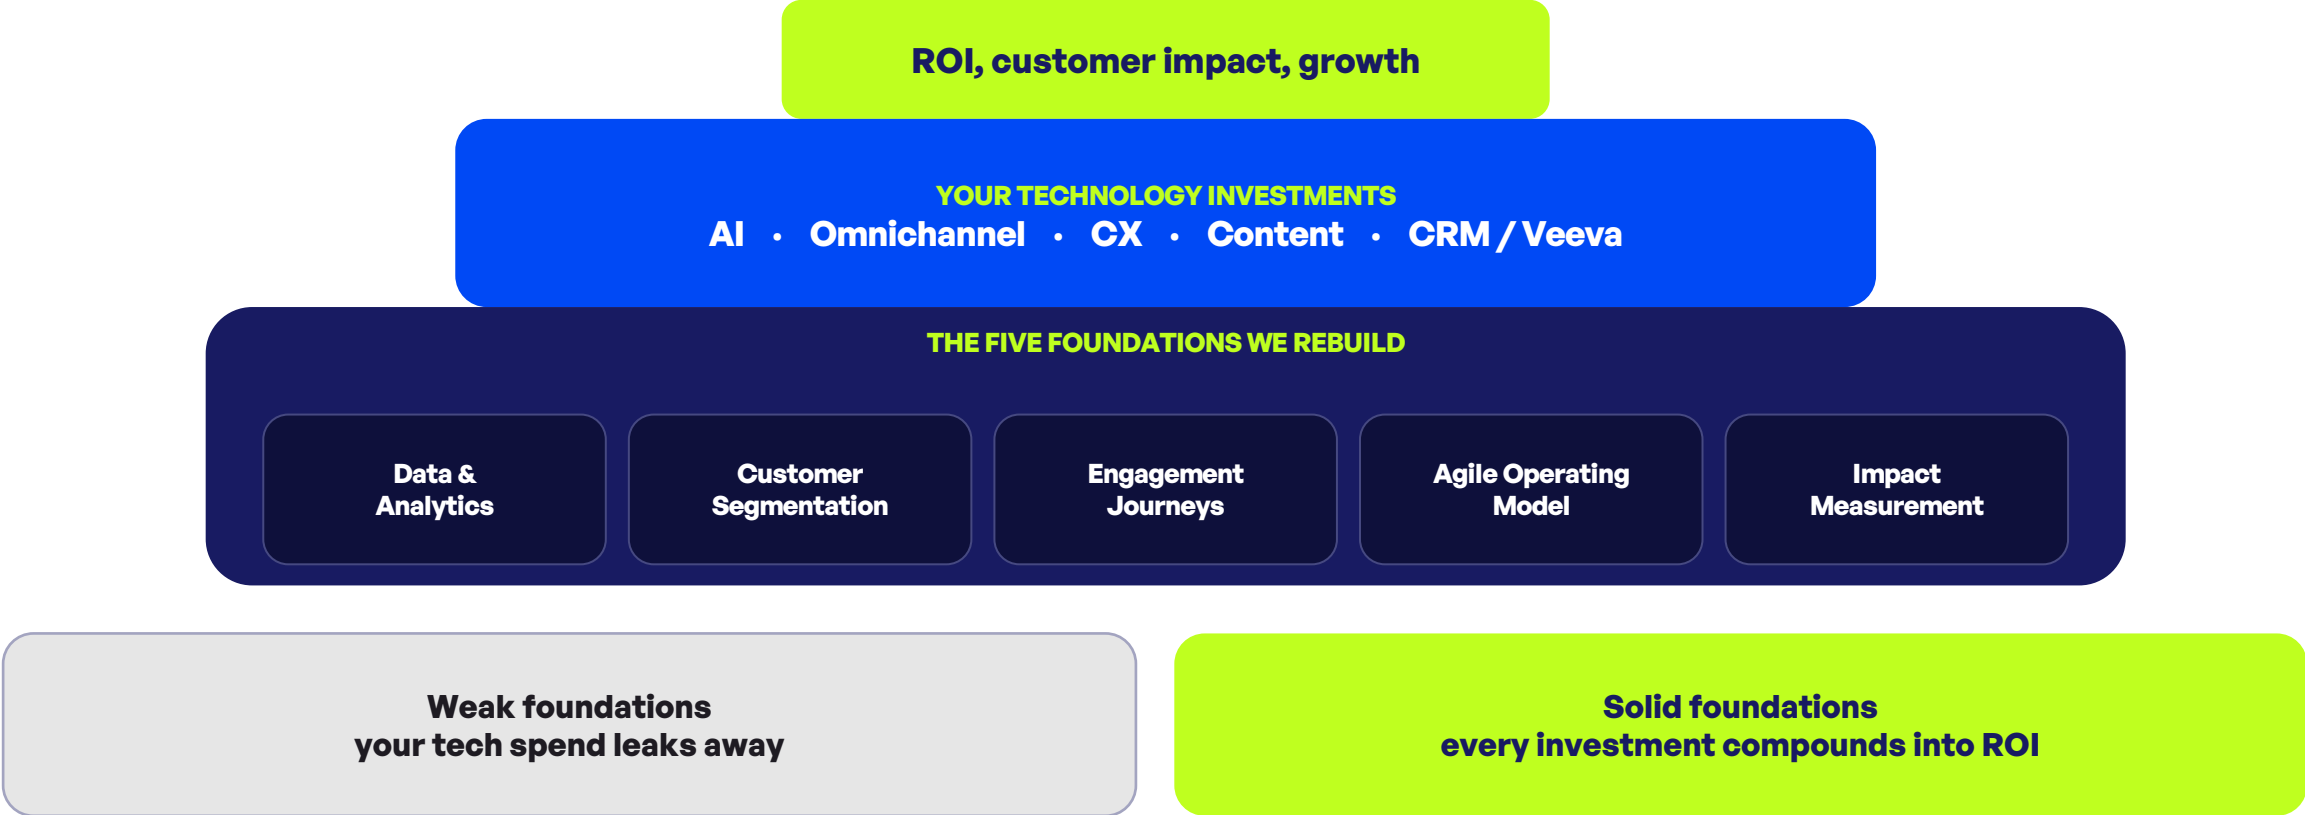 ROI, customer impact, growth
YOUR TECHNOLOGY INVESTMENTS
AI • Omnichannel • CX • Content • CRM / Veeva
THE FIVE FOUNDATIONS WE REBUILD
Data &
Analytics
Customer
Segmentation
Engagement
Journeys
Agile Operating
Model
Impact
Measurement
Weak foundations
your tech spend leaks away
Solid foundations
every investment compounds into ROI